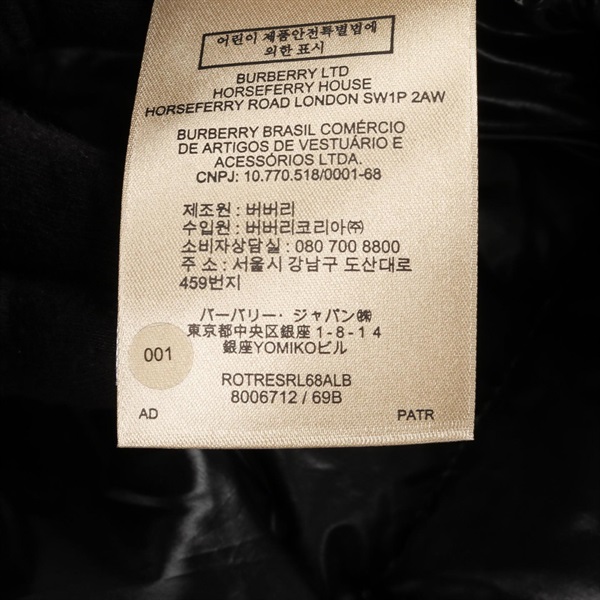 어린이 제품안전특별법에
의한 표시
BURBERRY LTD
HORSEFERRY HOUSE
HORSEFERRY ROAD LONDON SW1P 2AW
BURBERRY BRASIL COMÉRCIO
DE ARTIGOS DE VESTUÁRIO E
ACESSÓRIOS LTDA.
CNPJ: 10.770.518/0001-68
제조원 : 버버리
수입원 : 버버리코리아㈜
소비자상담실 : 080 700 8800
주 소 : 서울시 강남구 도산대로
459번지
バーバリー・ジャパン㈱
東京都中央区銀座 1 - 8 - 1 4
銀座YOMIKOビル
001
ROTRESRL68ALB
8006712 / 69B
AD
PATR